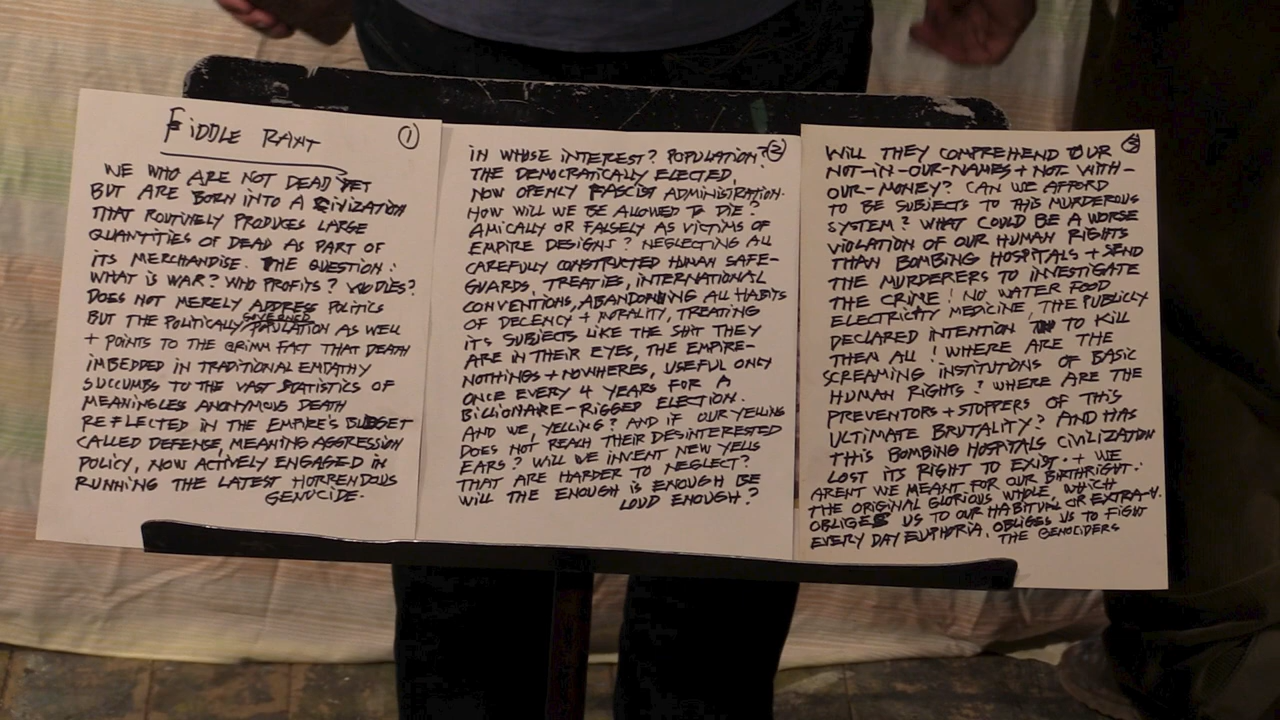 FIDDLE RANT
①
WE WHO ARE NOT DEAD YET
BUT ARE BORN INTO A CIVILIZATION
THAT ROUTINELY PRODUCES LARGE
QUANTITIES OF DEAD AS PART OF
ITS MERCHANDISE. THE QUESTION:
WHAT IS WAR? WHO PROFITS? WHO DIES?
DOES NOT MERELY ADDRESS POLITICS
BUT THE POLITICALLY GOVERNED POPULATION AS WELL
+ POINTS TO THE GRIMM FACT THAT DEATH
IMBEDDED IN TRADITIONAL EMPATHY
SUCCUMBS TO THE VAST STATISTICS OF
MEANINGLESS ANONYMOUS DEATH
REFLECTED IN THE EMPIRE'S BUDGET
CALLED DEFENSE, MEANING AGGRESSION
POLICY, NOW ACTIVELY ENGAGED IN
RUNNING THE LATEST HORRENDOUS
GENOCIDE.
②
IN WHOSE INTEREST? POPULATION?
THE DEMOCRATICALLY ELECTED,
NOW OPENLY FASCIST ADMINISTRATION.
HOW WILL WE BE ALLOWED TO DIE?
AMICALLY OR FALSELY AS VICTIMS OF
EMPIRE DESIGNS? NEGLECTING ALL
CAREFULLY CONSTRUCTED HUMAN SAFE-
GUARDS, TREATIES, INTERNATIONAL
CONVENTIONS, ABANDONING ALL HABITS
OF DECENCY + MORALITY, TREATING
ITS SUBJECTS LIKE THE SHIT THEY
ARE IN THEIR EYES, THE EMPIRE-
NOTHINGS + NOWHERES, USEFUL ONLY
ONCE EVERY 4 YEARS FOR A
BILLIONAIRE-RIGGED ELECTION.
AND WE, YELLING? AND IF OUR YELLING
DOES NOT REACH THEIR DESINTERESTED
EARS? WILL WE INVENT NEW YELLS
THAT ARE HARDER TO NEGLECT?
WILL THE ENOUGH IS ENOUGH BE
LOUD ENOUGH?
③
WILL THEY COMPREHEND OUR
NOT-IN-OUR-NAMES + NOT-WITH-
OUR-MONEY? CAN WE AFFORD
TO BE SUBJECTS TO THIS MURDEROUS
SYSTEM? WHAT COULD BE A WORSE
VIOLATION OF OUR HUMAN RIGHTS
THAN BOMBING HOSPITALS + SEND
THE MURDERERS TO INVESTIGATE
THE CRIME! NO WATER FOOD
ELECTRICITY MEDICINE, THE PUBLICLY
DECLARED INTENTION TO KILL
THEM ALL! WHERE ARE THE
SCREAMING INSTITUTIONS OF BASIC
HUMAN RIGHTS? WHERE ARE THE
PREVENTORS + STOPPERS OF THIS
ULTIMATE BRUTALITY? AND HAS
THIS BOMBING HOSPITALS CIVILIZATION
LOST ITS RIGHT TO EXIST. + WE
ARENT WE MEANT FOR OUR BIRTHRIGHT:
THE ORIGINAL GLORIOUS WHOLE, WHICH
OBLIGES US TO OUR HABITUAL OR EXTRA-
EVERY DAY EUPHORIA, OBLIGES US TO FIGHT
THE GENOCIDERS